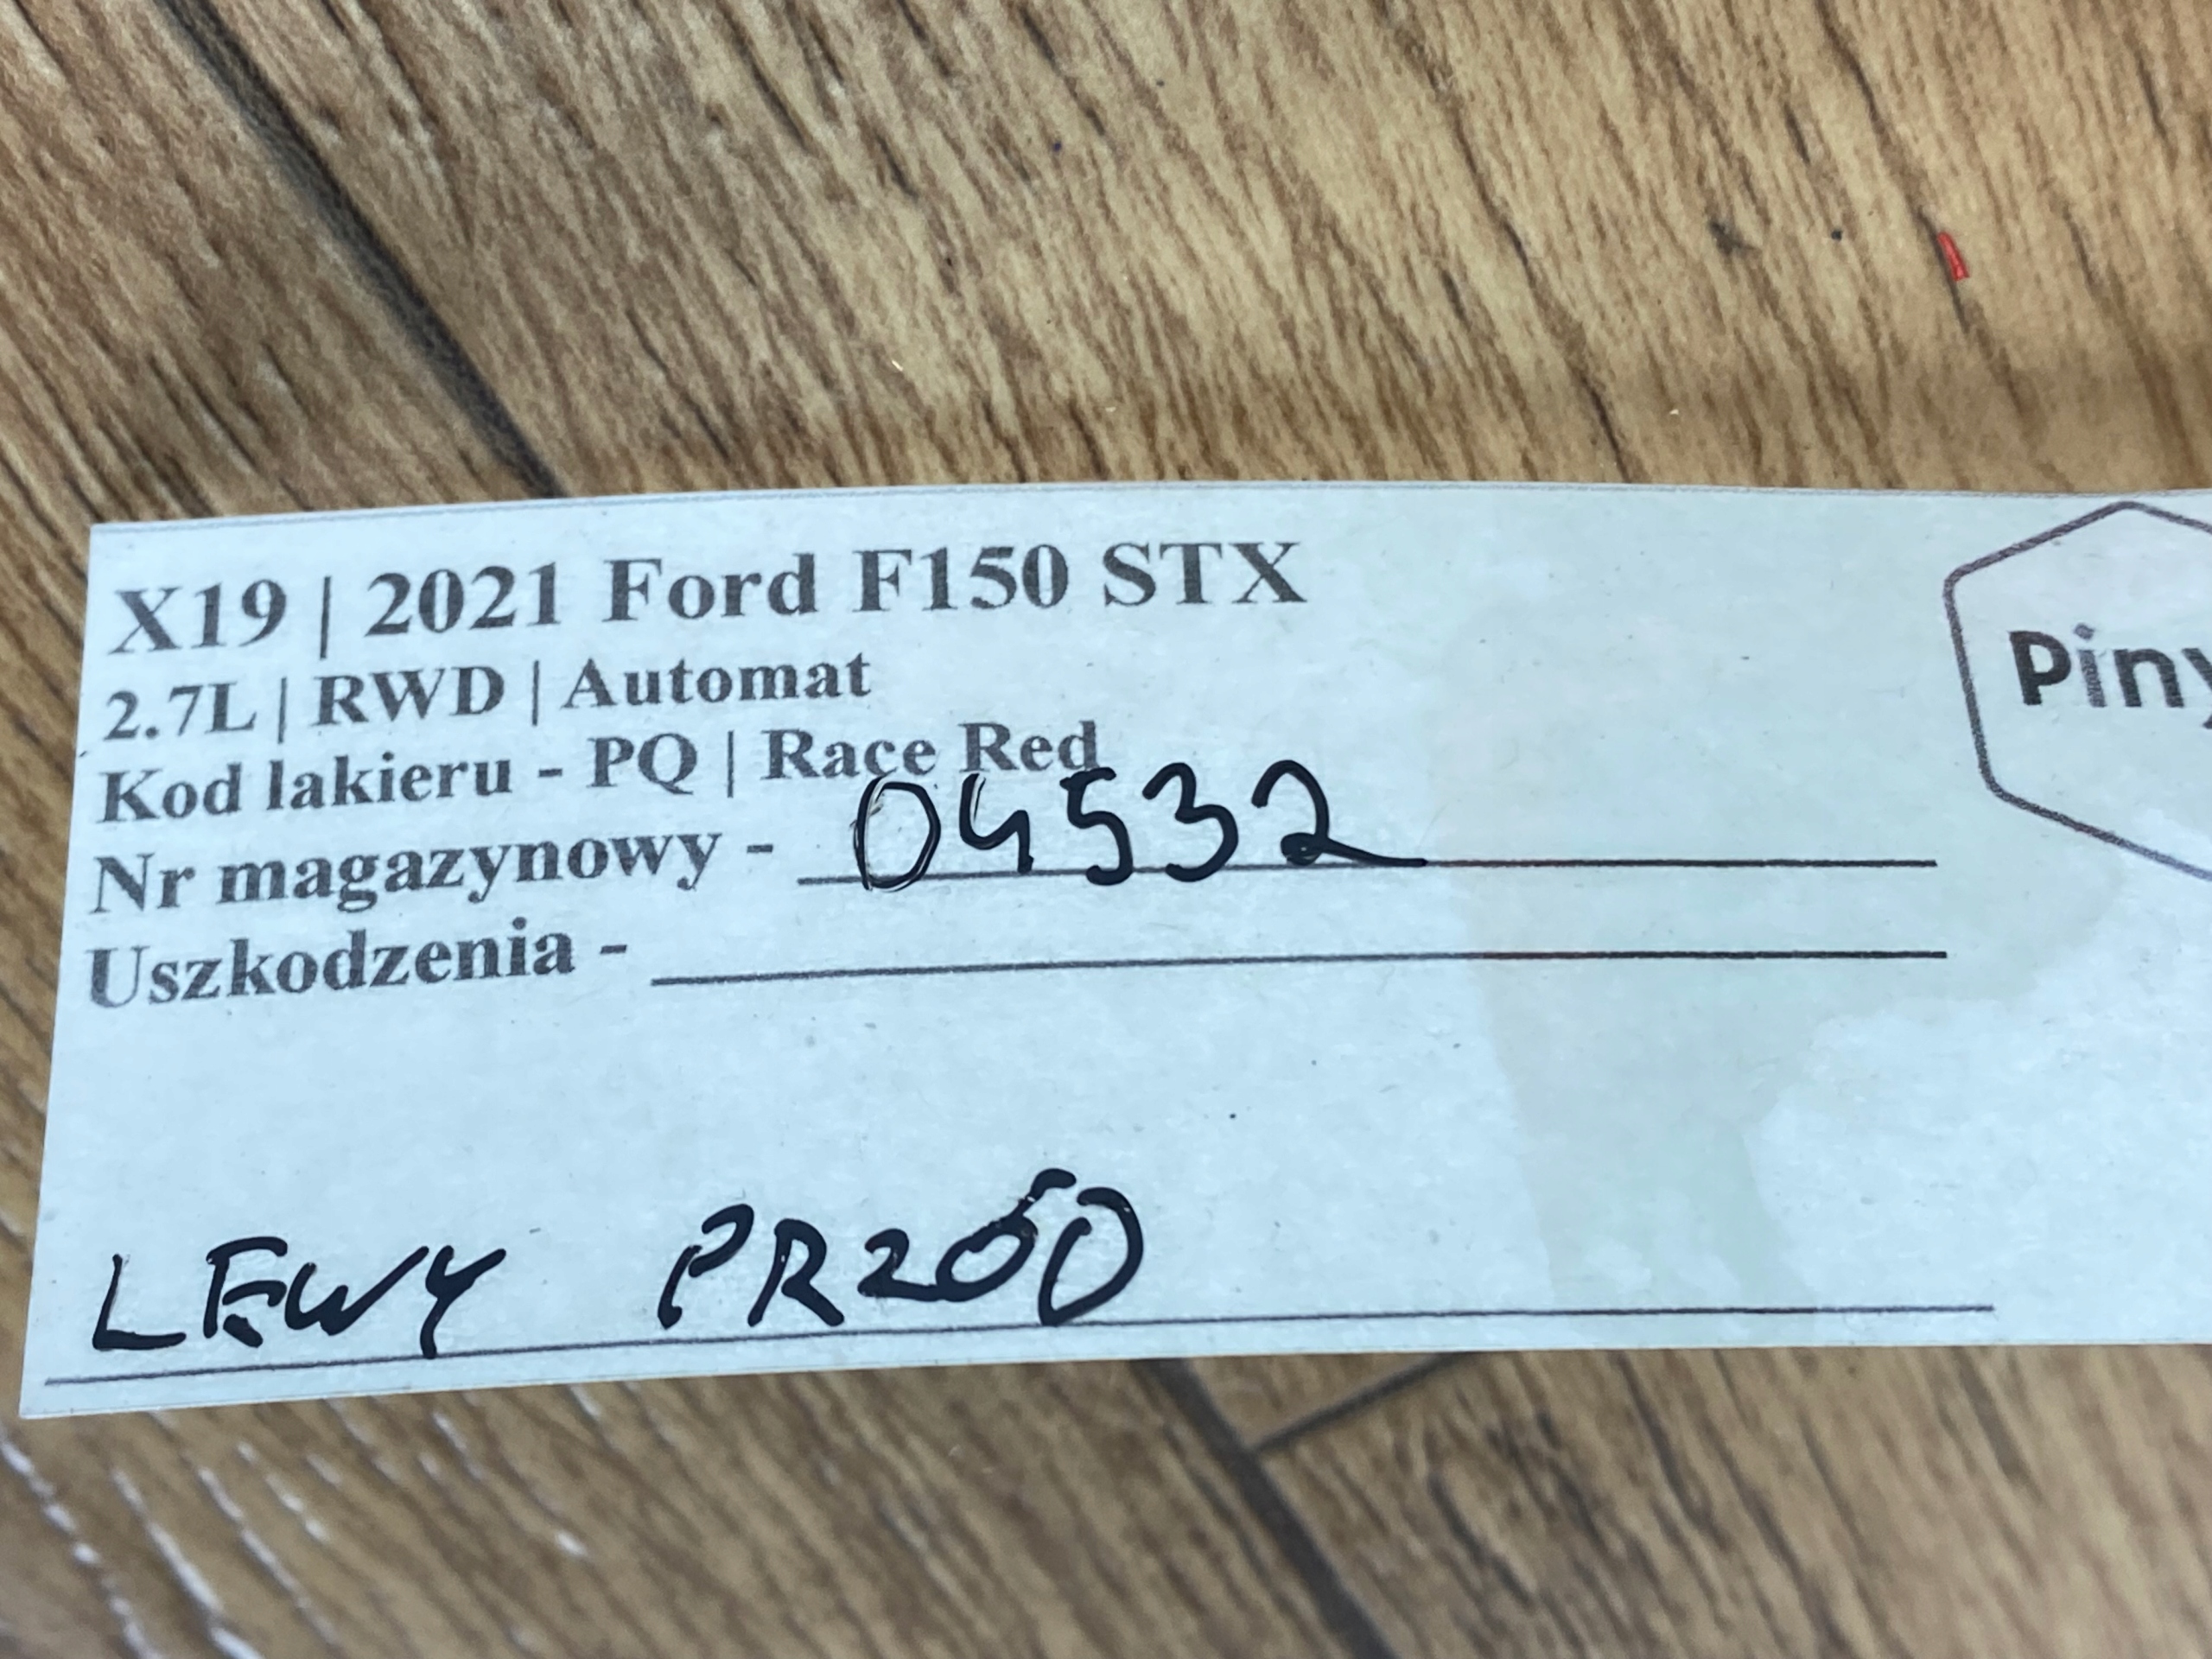 X19 | 2021 Ford F150 STX
2.7L | RWD | Automat
Kod lakieru - PQ | Race Red
Nr magazynowy - 04532
Uszkodzenia -
LEWY PRZÓD
Piny